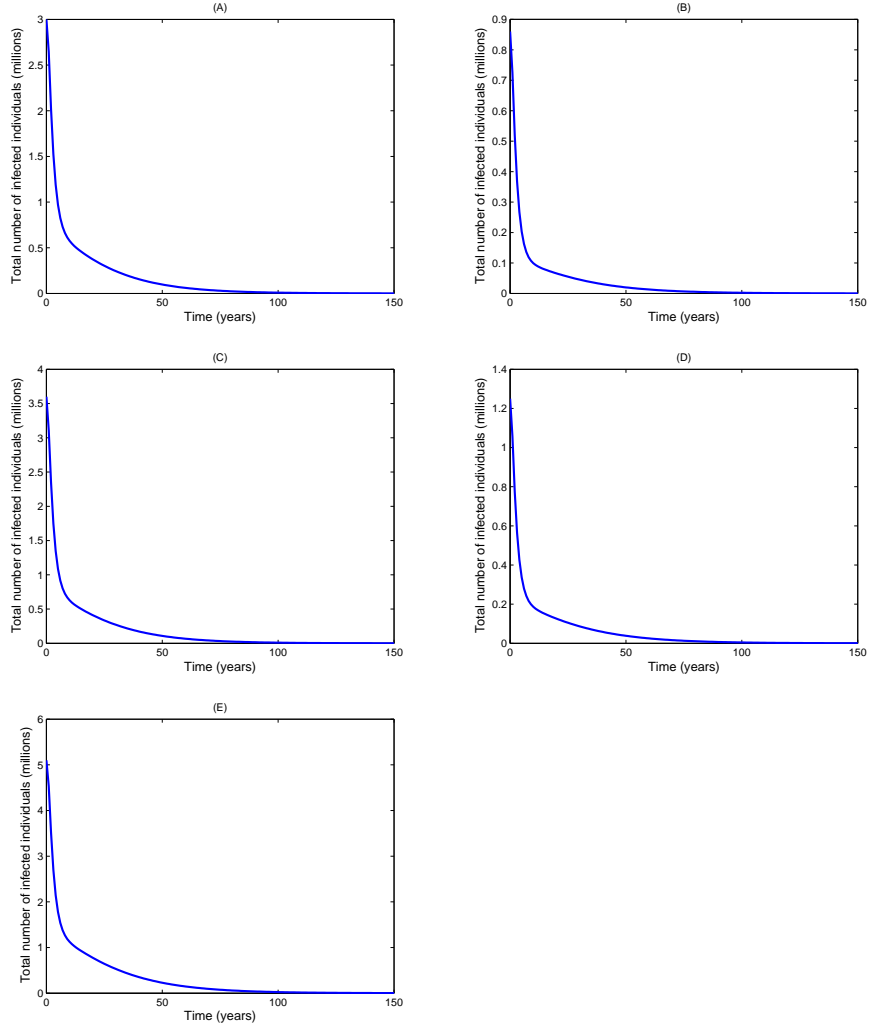 (A)
Total number of infected individuals (millions)
3
2.5
2
1.5
1
0.5
0
0 50 100 150
Time (years)
(B)
Total number of infected individuals (millions)
0.9
0.8
0.7
0.6
0.5
0.4
0.3
0.2
0.1
0
0 50 100 150
Time (years)
(C)
Total number of infected individuals (millions)
4
3.5
3
2.5
2
1.5
1
0.5
0
0 50 100 150
Time (years)
(D)
Total number of infected individuals (millions)
1.4
1.2
1
0.8
0.6
0.4
0.2
0
0 50 100 150
Time (years)
(E)
Total number of infected individuals (millions)
6
5
4
3
2
1
0
0 50 100 150
Time (years)